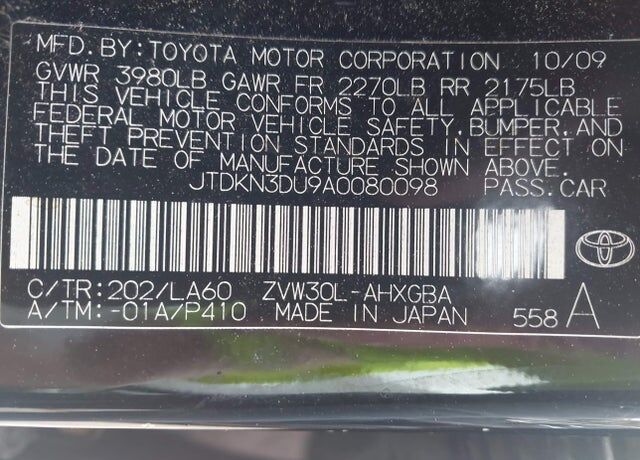 MFD.BY:TOYOTA MOTOR CORPORATION 10/09
GVWR 3980LB GAWR FR 2270LB RR 2175LB
THIS VEHICLE CONFORMS TO ALL APPLICABLE
FEDERAL MOTOR VEHICLE SAFETY,BUMPER,AND
THEFT PREVENTION STANDARDS IN EFFECT ON
THE DATE OF MANUFACTURE SHOWN ABOVE.
JTDKN3DU9A0080098 PASS.CAR
C/TR:202/LA60 ZVW30L-AHXGBA
A/TM:-01A/P410 MADE IN JAPAN 558 A